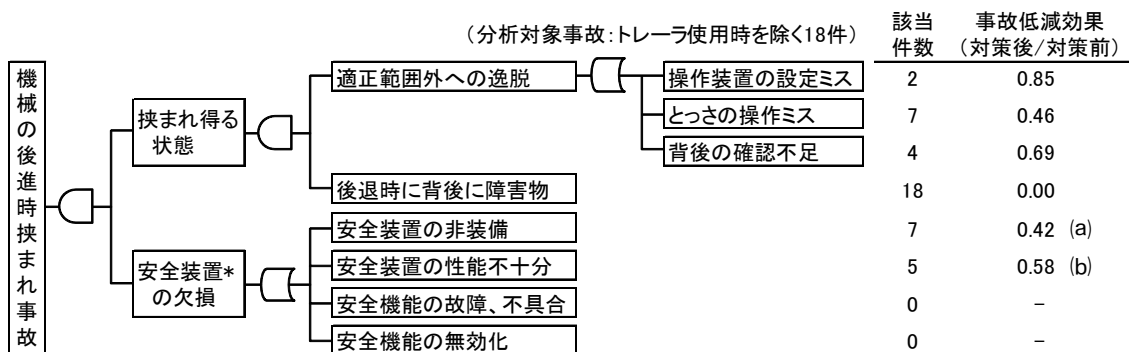 （分析対象事故：トレーラ使用時を除く18件）
該当
件数
事故低減効果
（対策後/対策前）
機械の後進時挟まれ事故
挟まれ得る
状態
適正範囲外への逸脱
操作装置の設定ミス
2
0.85
とっさの操作ミス
7
0.46
背後の確認不足
4
0.69
後退時に背後に障害物
18
0.00
安全装置*
の欠損
安全装置の非装備
7
0.42 (a)
安全装置の性能不十分
5
0.58 (b)
安全機能の故障、不具合
0
–
安全機能の無効化
0
–